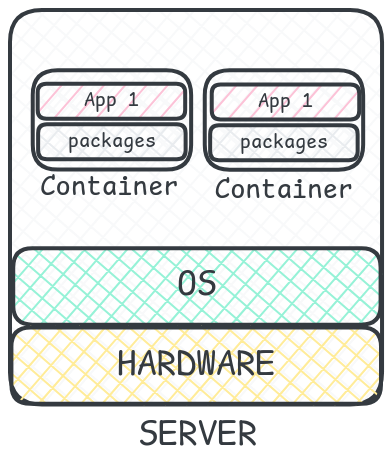 App 1
App 1
packages
packages
Container
Container
OS
HARDWARE
SERVER